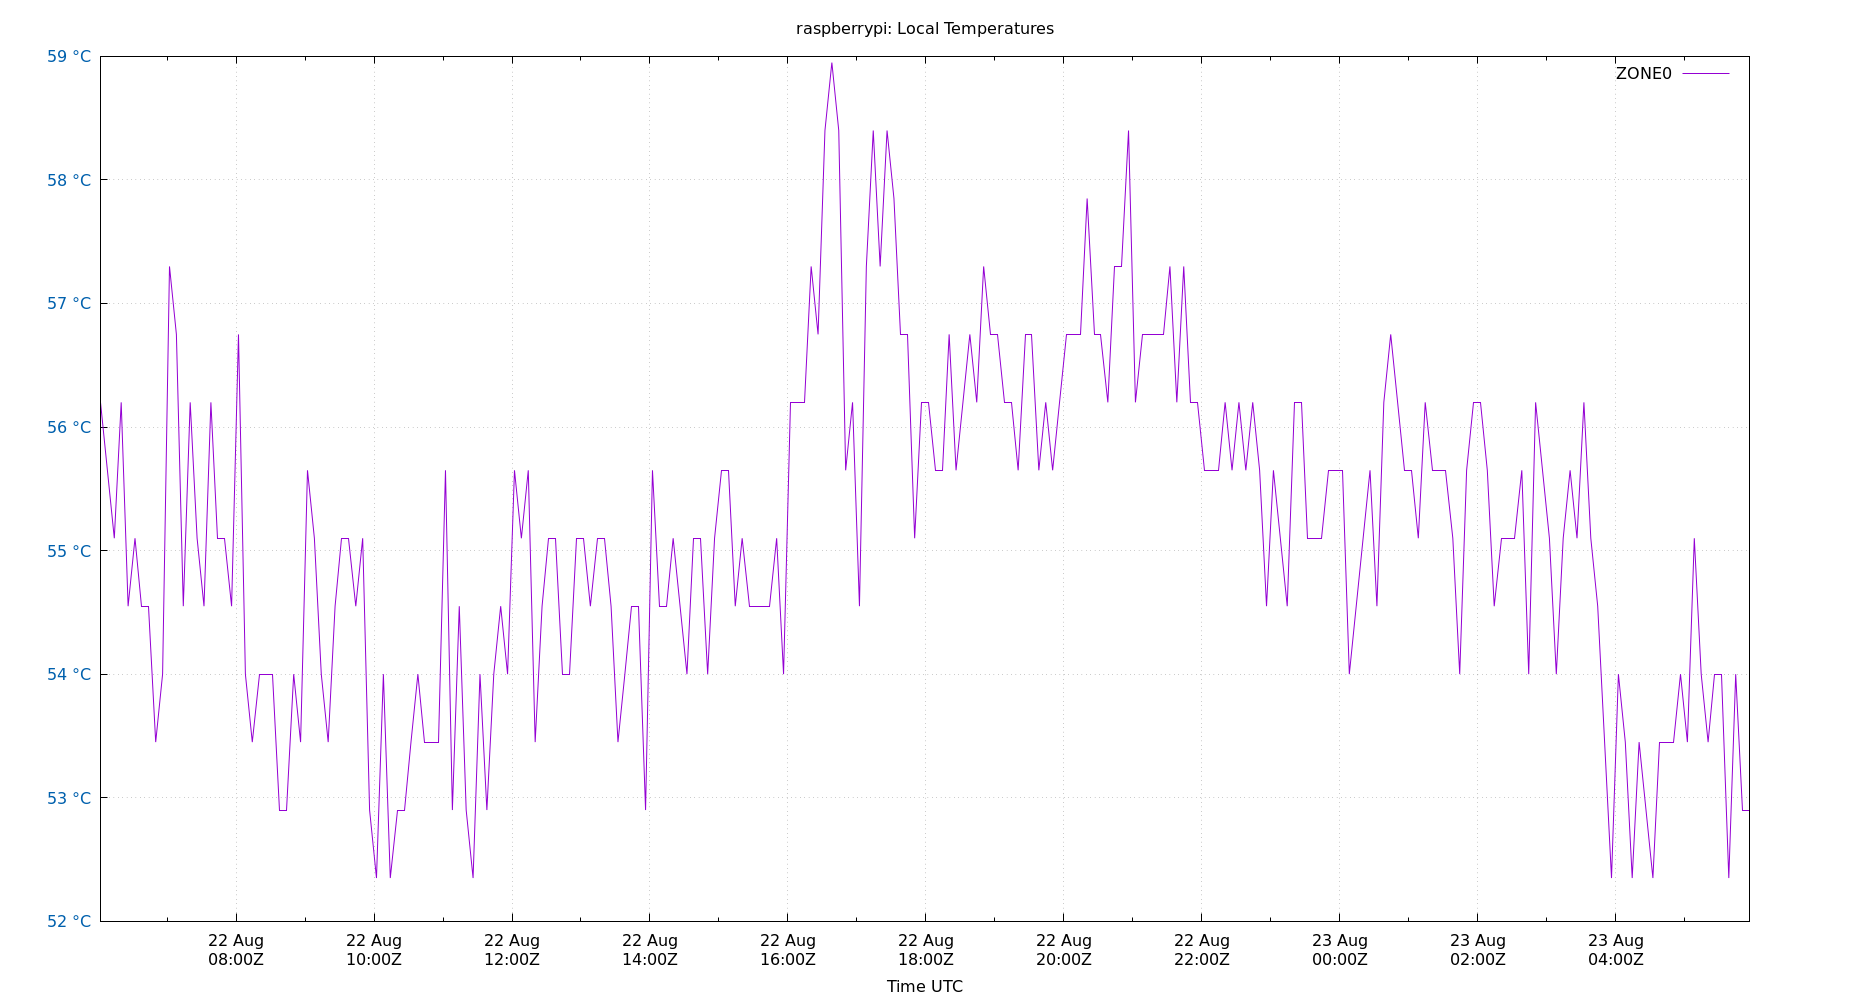 raspberrypi: Local Temperatures
59 °C
ZONE0
58 °C
57 °C
56 °C
55 °C
54 °C
53 °C
52 °C
22 Aug 22 Aug 22 Aug 22 Aug 22 Aug 22 Aug 22 Aug 22 Aug 23 Aug 23 Aug 23 Aug
08:00Z 10:00Z 12:00Z 14:00Z 16:00Z 18:00Z 20:00Z 22:00Z 00:00Z 02:00Z 04:00Z
Time UTC